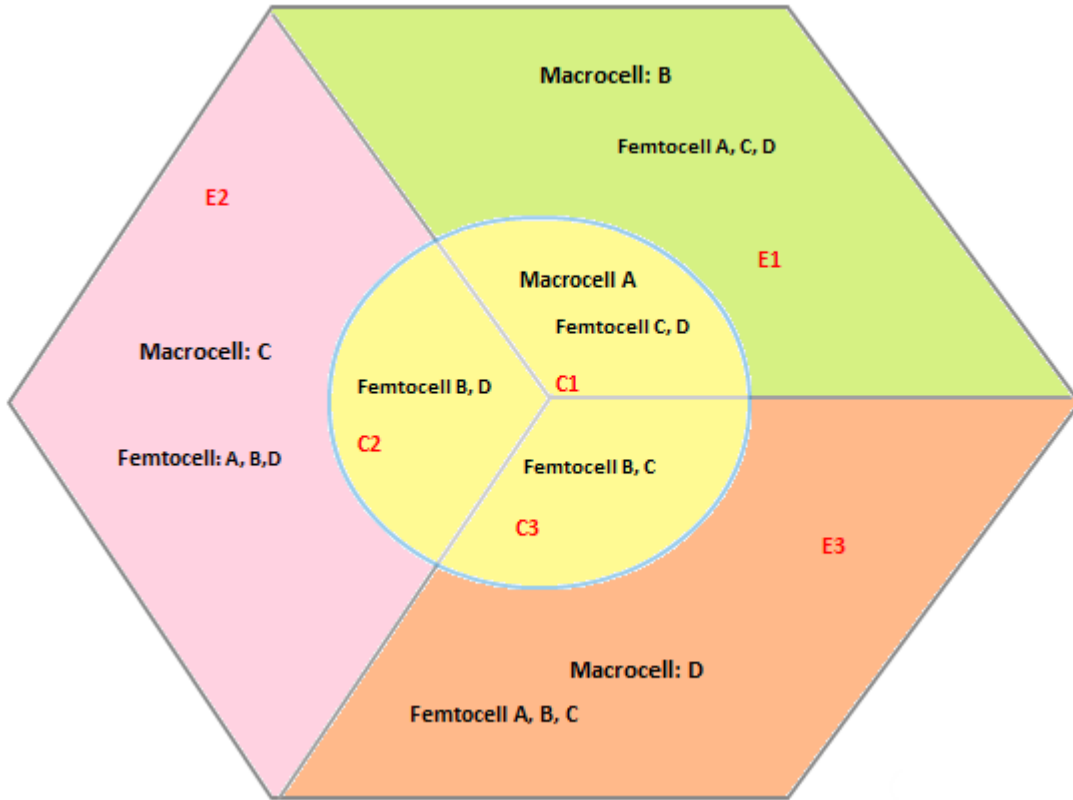 Macrocell: B
Femtocell A, C, D
E2
E1
Macrocell A
Femtocell C, D
Macrocell: C
C1
Femtocell B, D
C2
Femtocell: A, B,D
Femtocell B, C
C3
E3
Macrocell: D
Femtocell A, B, C